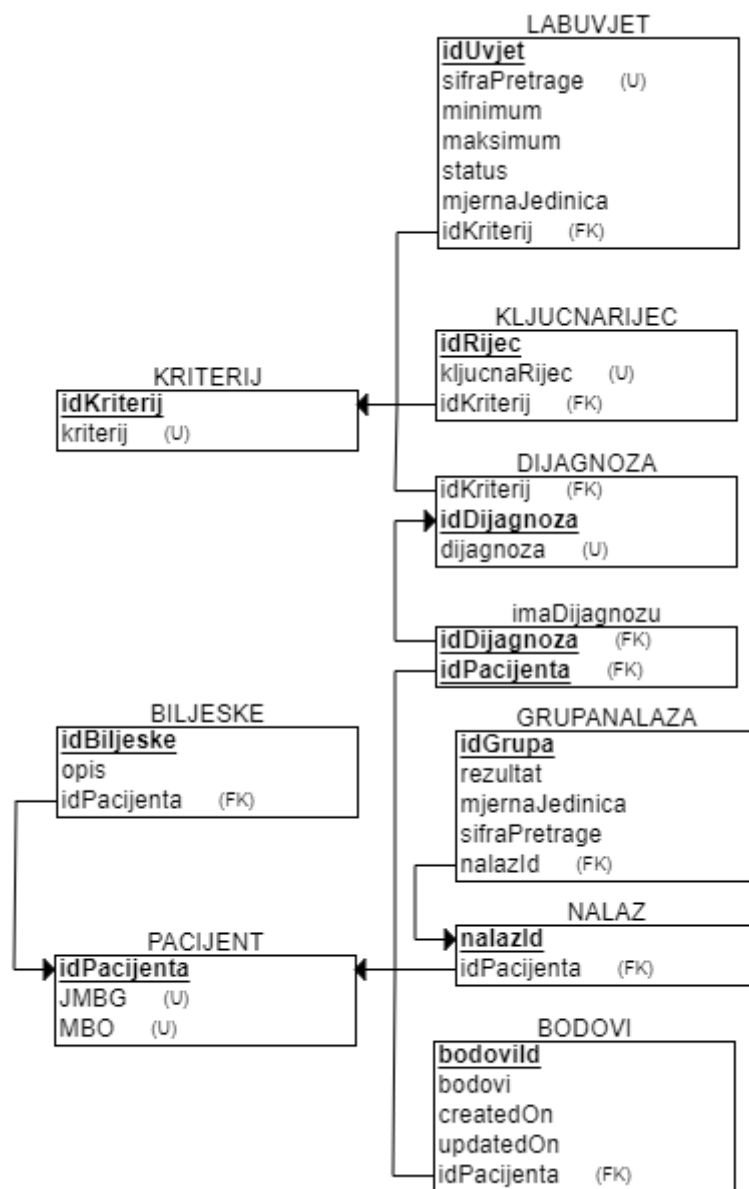 LABUVJET
idUvjet
sifraPretrage (U)
minimum
maksimum
status
mjernaJedinica
idKriterij (FK)
KLJUCNARIJEC
idRijec
kljucnaRijec (U)
idKriterij (FK)
KRITERIJ
idKriterij
kriterij (U)
DIJAGNOZA
idKriterij (FK)
idDijagnoza
dijagnoza (U)
imaDijagnozu
idDijagnoza (FK)
idPacijenta (FK)
BILJESKE
idBiljeske
opis
idPacijenta (FK)
GRUPANALAZA
idGrupa
rezultat
mjernaJedinica
sifraPretrage
nalazId (FK)
NALAZ
nalazId
idPacijenta (FK)
PACIJENT
idPacijenta
JMBG (U)
MBO (U)
BODOVI
bodoviId
bodovi
createdOn
updatedOn
idPacijenta (FK)